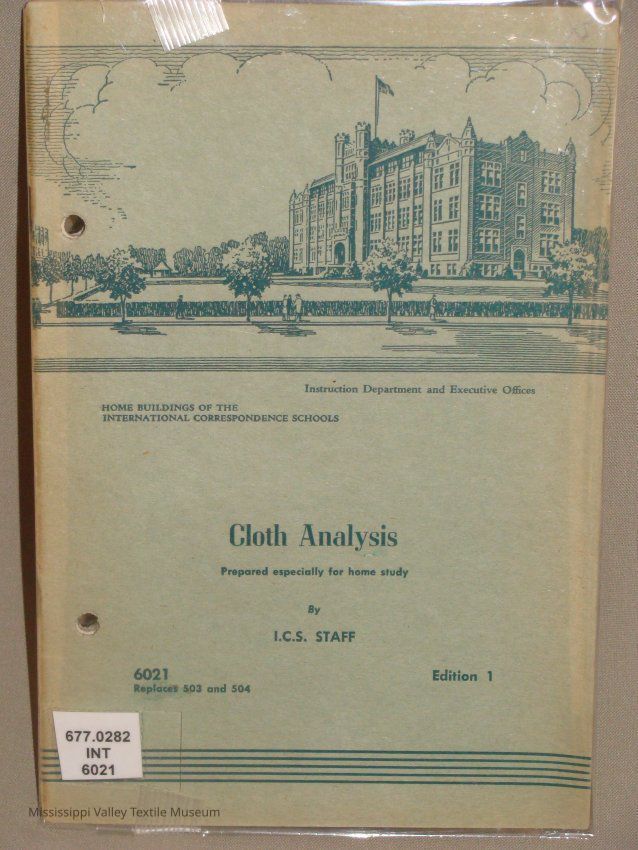 Instruction Department and Executive Offices
HOME BUILDINGS OF THE
INTERNATIONAL CORRESPONDENCE SCHOOLS
Cloth Analysis
Prepared especially for home study
By
I.C.S. STAFF
6021
Edition 1
Replaces 503 and 504
677.0282
INT
6021
Mississippi Valley Textile Museum